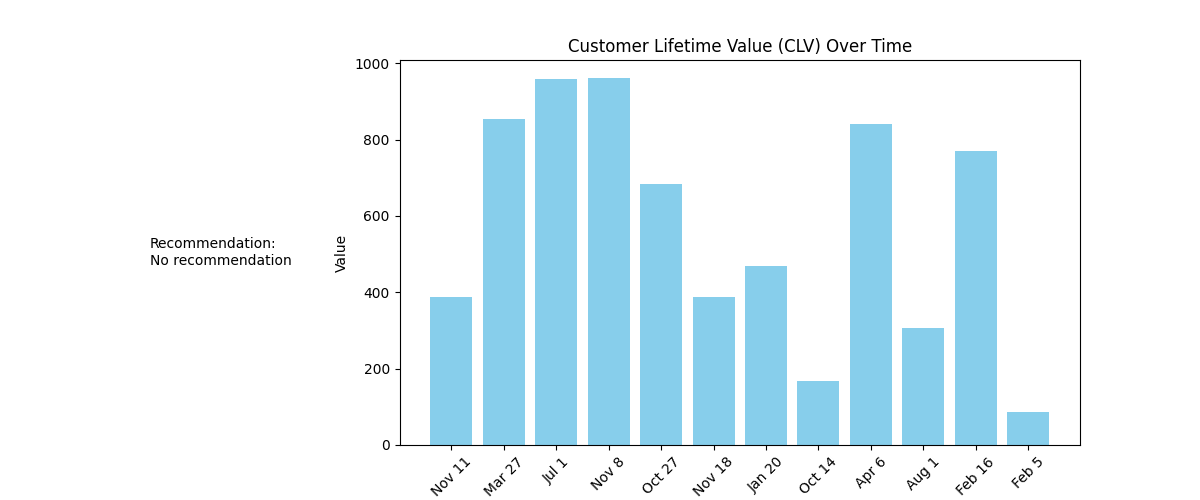 Customer Lifetime Value (CLV) Over Time
1000
800
600
400
200
0
Value
Recommendation:
No recommendation
Nov 11
Mar 27
Jul 1
Nov 8
Oct 27
Nov 18
Jan 20
Oct 14
Apr 6
Aug 1
Feb 16
Feb 5